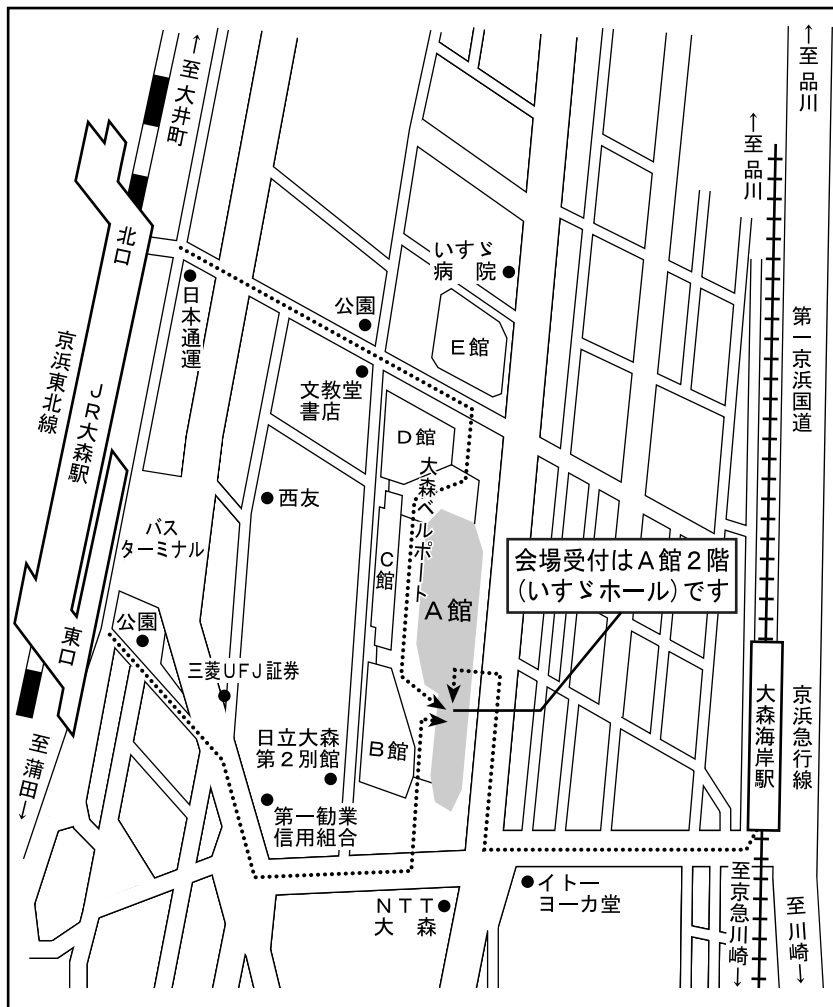 ←至品川
←至品川
←至大井町
北口
日本通運
公園
いすゞ
病 院
E館
文教堂
書店
D館
大森ベルポート
第一京浜国道
京浜東北線
JR大森駅
西友
バス
ターミナル
C館
A館
会場受付はA館2階
(いすゞホール)です
公園
東口
三菱UFJ証券
日立大森
第2別館
B館
第一勧業
信用組合
大森海岸駅
京浜急行線
至蒲田→
イトー
ヨーカ堂
NTT
大 森
至京急川崎→
至川崎→